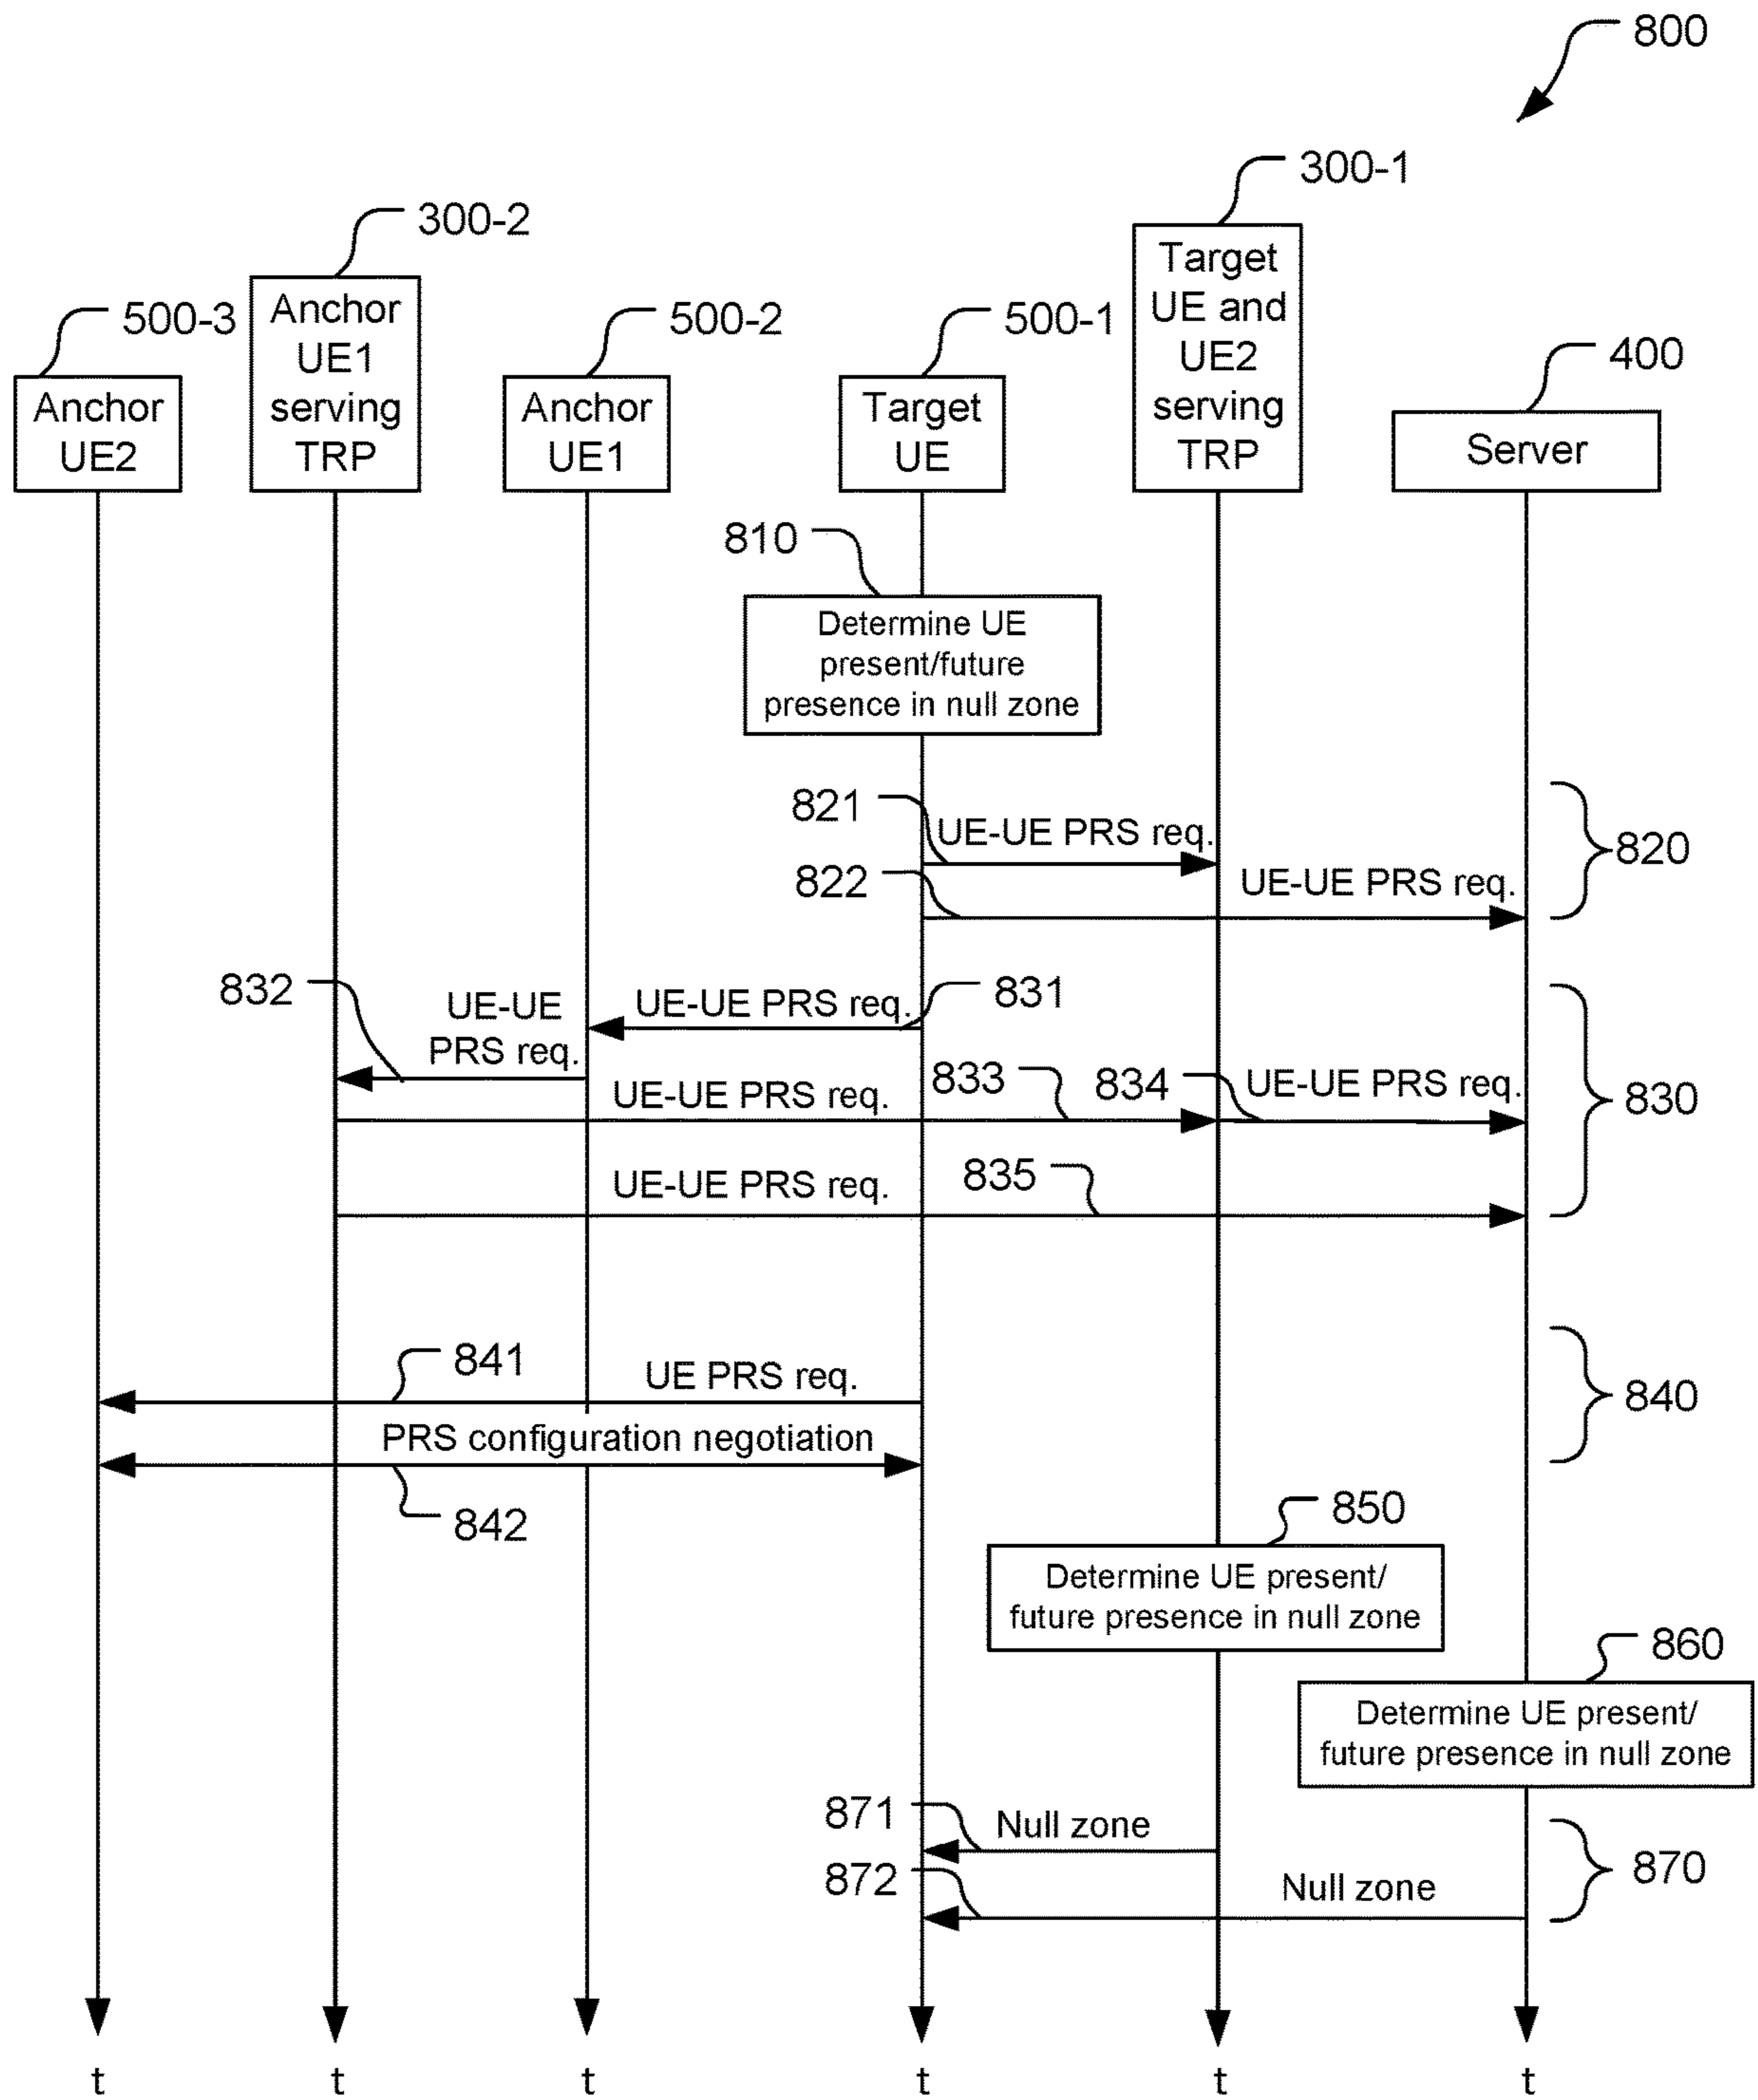 800
300-1
300-2
500-3
500-2
500-1
400
Anchor
UE2
Anchor
UE1
serving
TRP
Anchor
UE1
Target
UE
Target
UE and
UE2
serving
TRP
Server
810
Determine UE
present/future
presence in null zone
821
UE-UE PRS req.
822
UE-UE PRS req.
820
832
UE-UE
PRS req.
UE-UE PRS req.
831
UE-UE PRS req.
833
834
UE-UE PRS req.
830
UE-UE PRS req.
835
841
UE PRS req.
840
PRS configuration negotiation
842
850
Determine UE present/
future presence in null zone
860
Determine UE present/
future presence in null zone
871
Null zone
872
Null zone
870
t
t
t
t
t
t